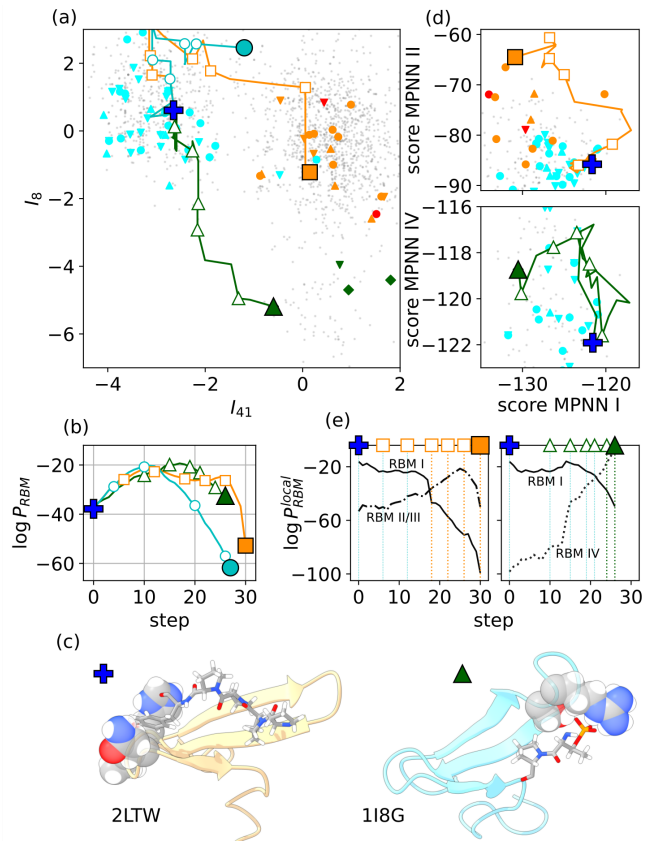 (a)
I8
2
0
−2
−4
−6
−4
−2
0
2
I41
(d)
score MPNN II
−60
−70
−80
−90
score MPNN IV
−116
−118
−120
−122
−130
−120
score MPNN I
(b)
log PRBM
−20
−40
−60
0
10
20
30
step
(e)
log P^local_RBM
−20
−60
−100
RBM I
RBM II/III
0
10
20
30
RBM I
RBM IV
0
10
20
30
step
(c)
2LTW
1I8G